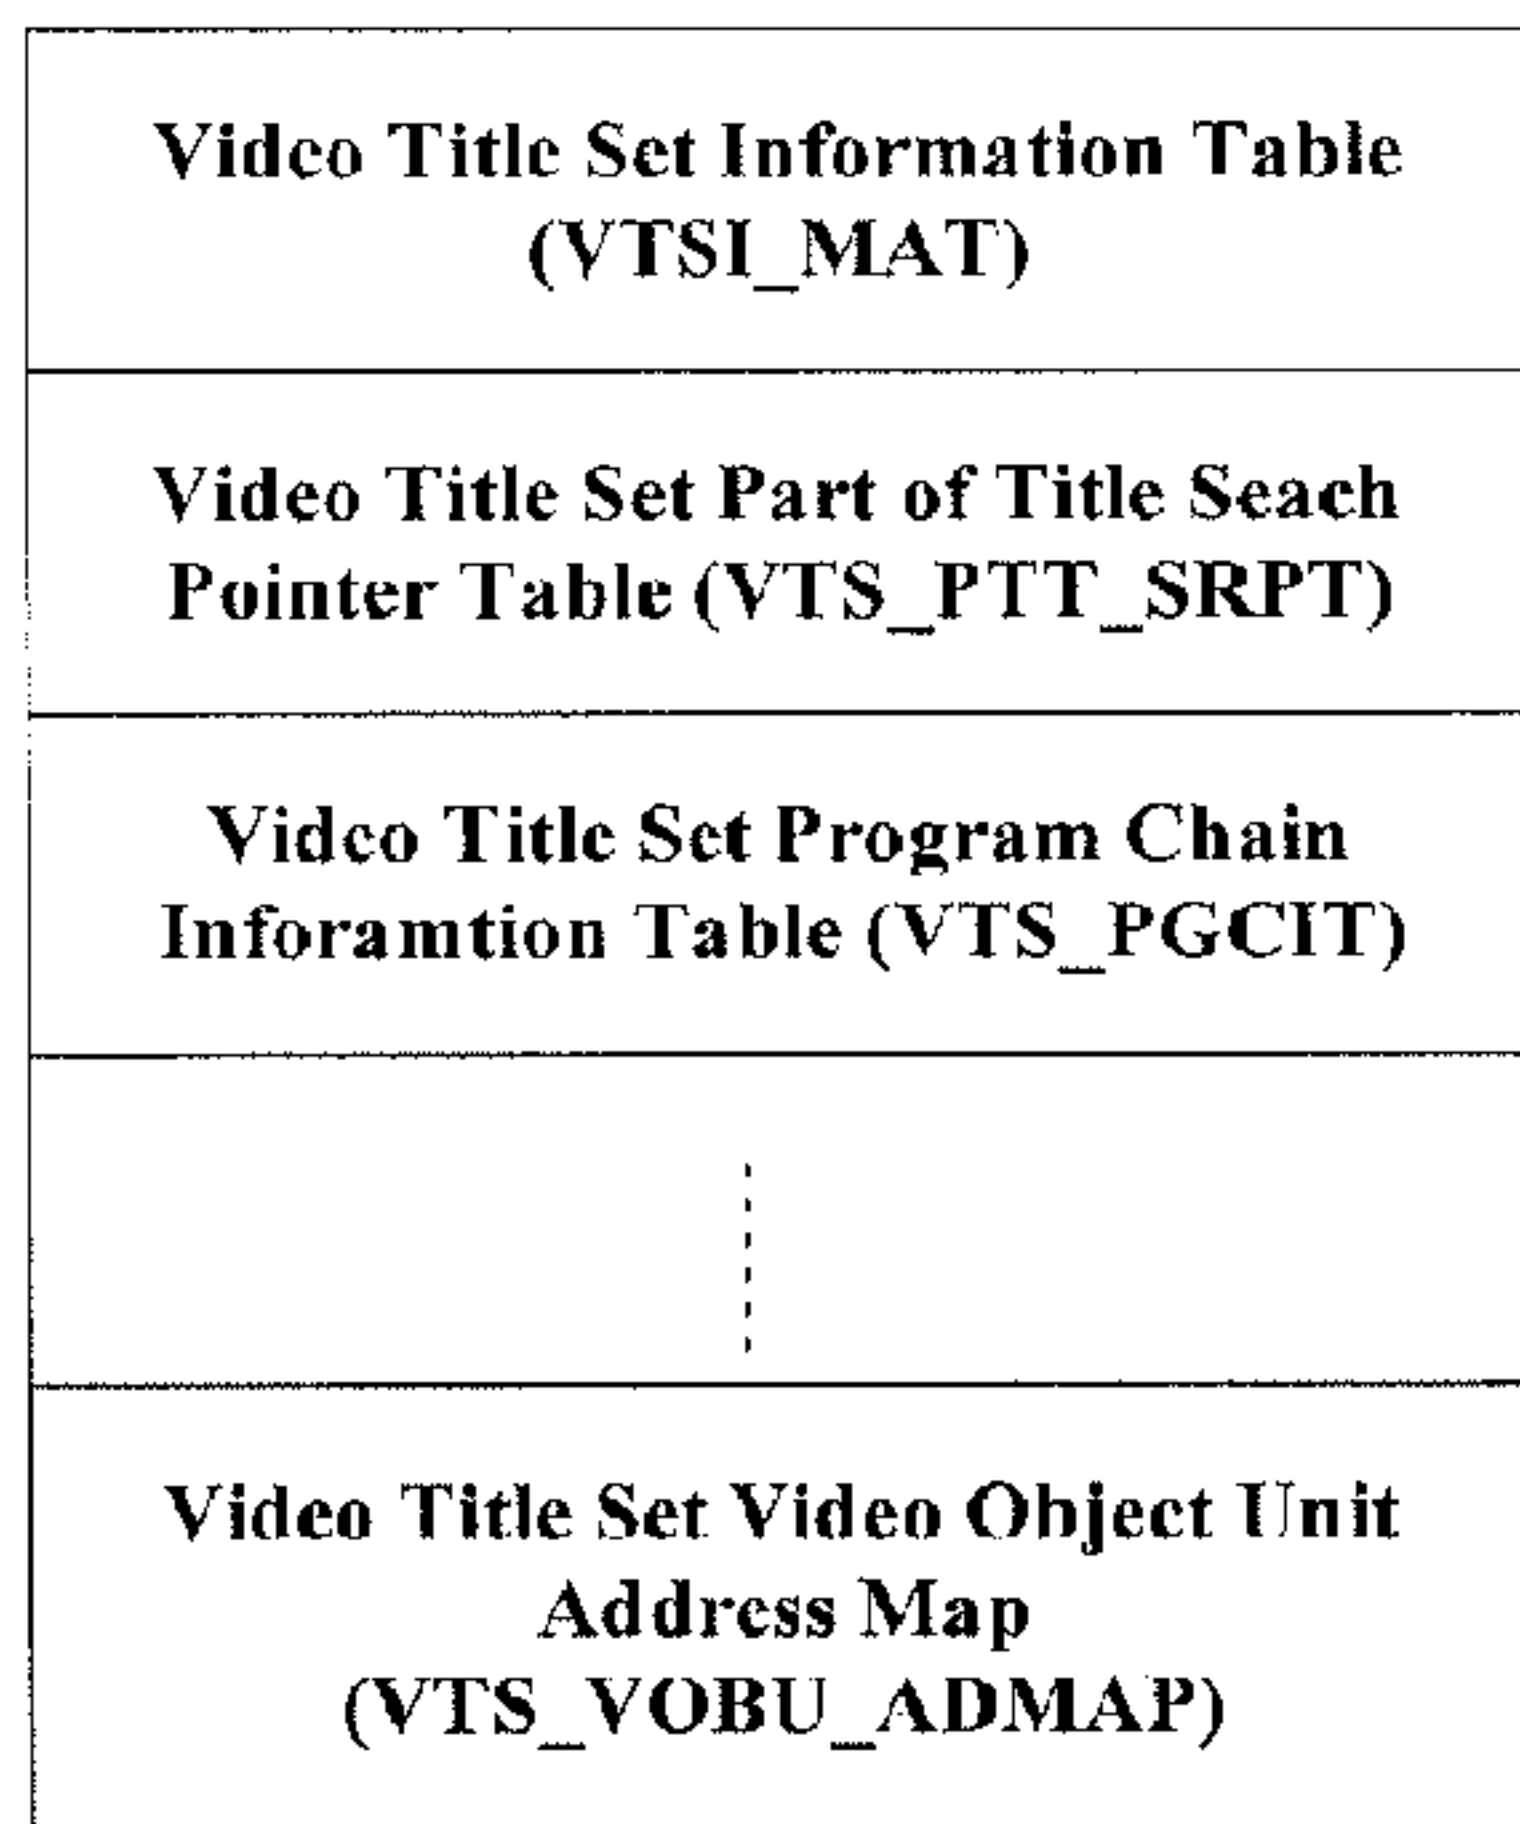 Video Title Set Information Table
(VTSI_MAT)
Video Title Set Part of Title Seach
Pointer Table (VTS_PTT_SRPT)
Video Title Set Program Chain
Inforamtion Table (VTS_PGCIT)
Video Title Set Video Object Unit
Address Map
(VTS_VOBU_ADMAP)